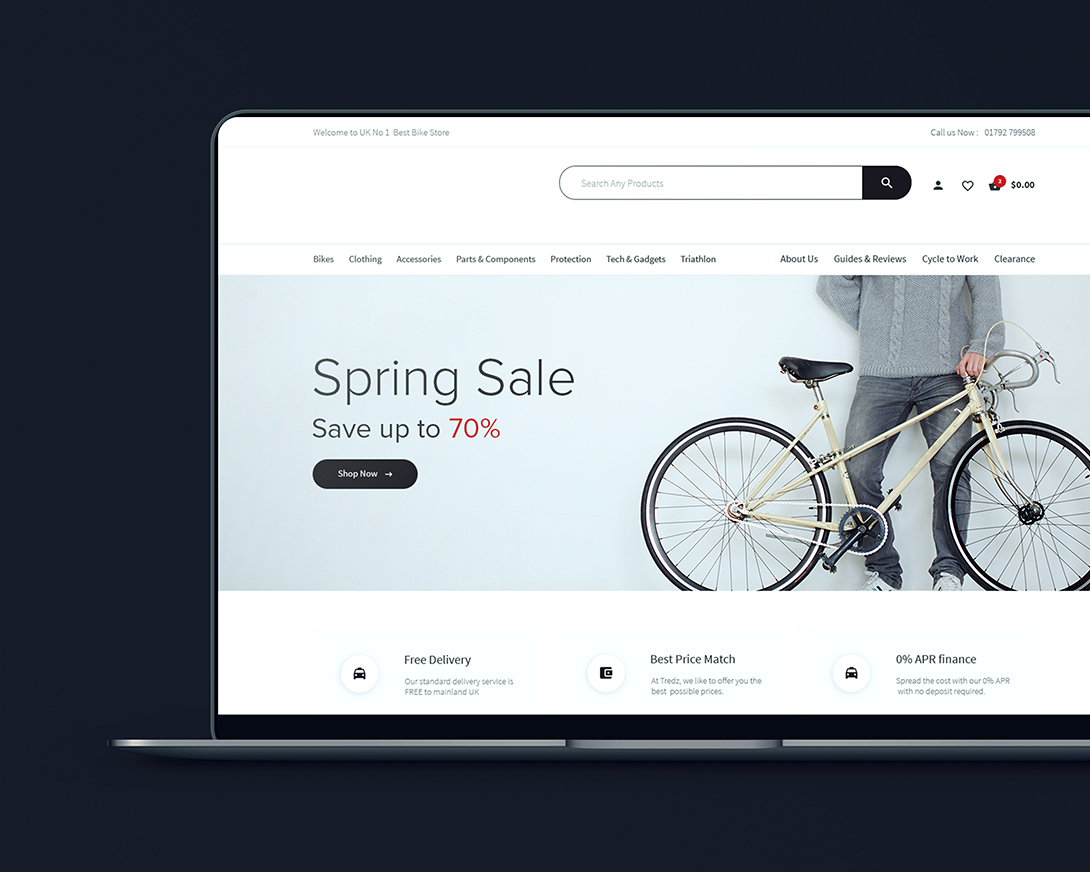 Welcome to UK No 1 Best Bike Store
Call us Now : 01792 799508
Search Any Products
2
$0.00
Bikes Clothing Accessories Parts & Components Protection Tech & Gadgets Triathlon
About Us Guides & Reviews Cycle to Work Clearance
Spring Sale
Save up to 70%
Shop Now →
Free Delivery
Our standard delivery service is
FREE to mainland UK
Best Price Match
At Tredz, we like to offer you the
best possible prices.
0% APR finance
Spread the cost with our 0% APR
with no deposit required.